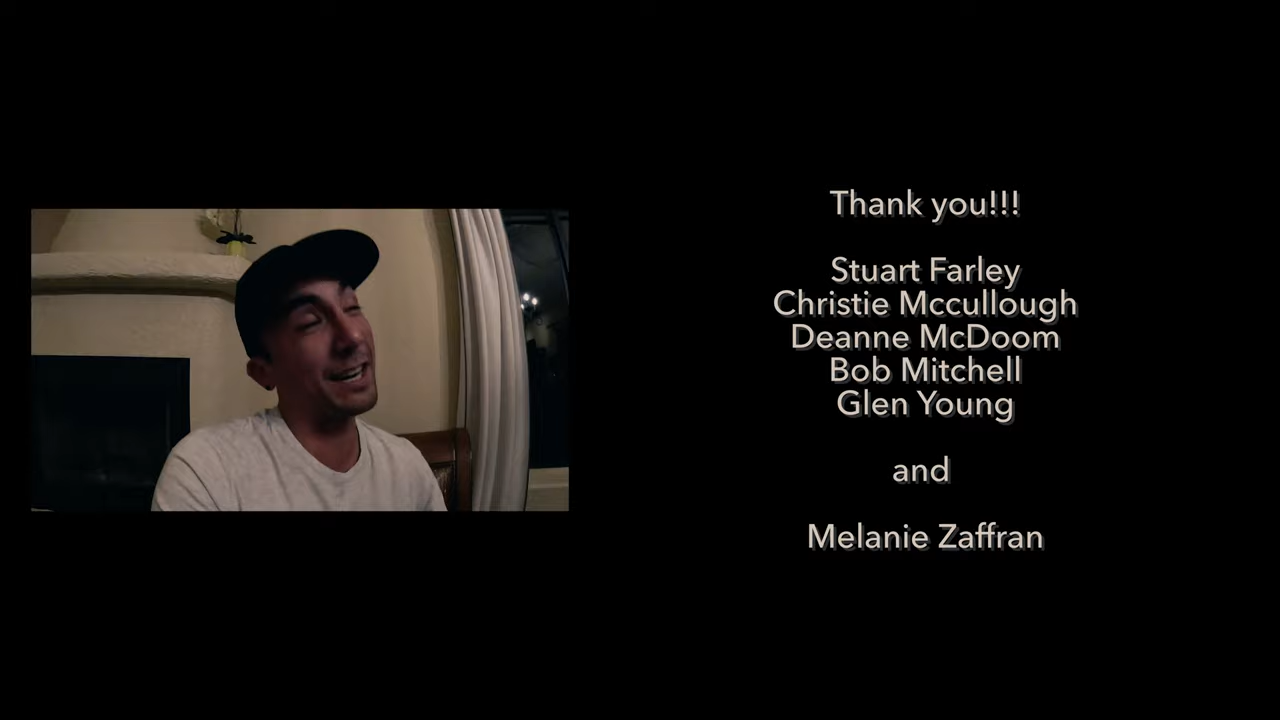 Thank you!!!
Stuart Farley
Christie Mccullough
Deanne McDoom
Bob Mitchell
Glen Young
and
Melanie Zaffran